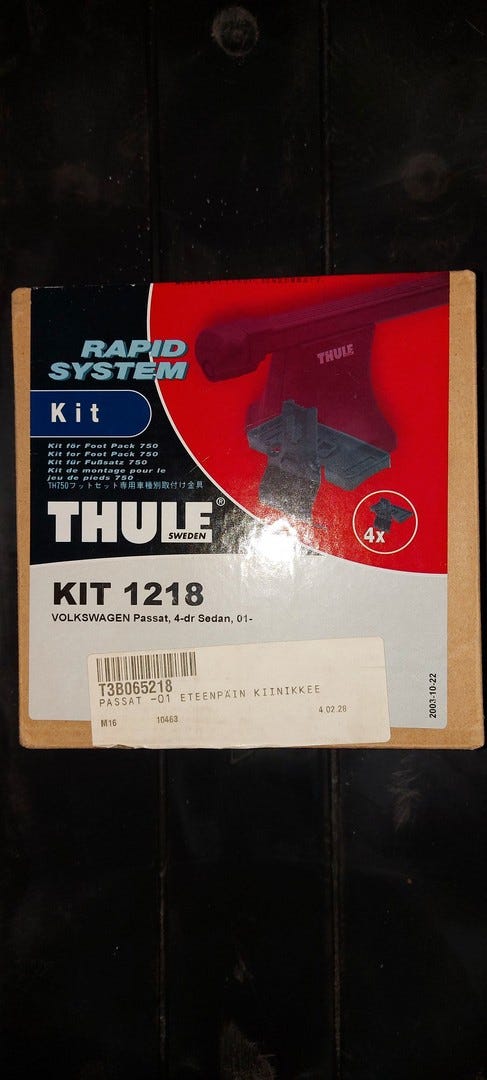 THULE
RAPID
SYSTEM
Kit
Kit för Foot Pack 750
Kit for Foot Pack 750
Kit für Fußsatz 750
Kit de montage pour le
jeu de pieds 750
TH750フットセット専用車種別取付け金具
THULE®
SWEDEN
4x
KIT 1218
VOLKSWAGEN Passat, 4-dr Sedan, 01-
T3B065218
PASSAT -01 ETEENPÄIN KIINIKKEE
M16 10463 4.02.28
2003-10-22